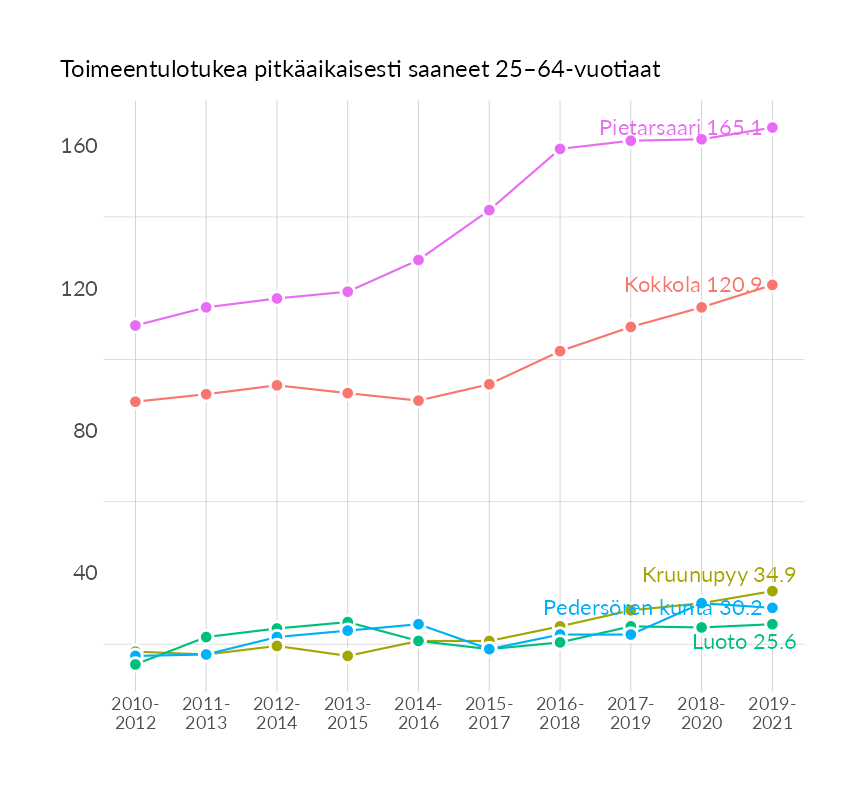 Toimeentulotukea pitkäaikaisesti saaneet 25–64-vuotiaat
160
120
80
40
Pietarsaari 165.1
Kokkola 120.9
Kruunupyy 34.9
Pedersören kunta 30.2
Luoto 25.6
2010- 2011- 2012- 2013- 2014- 2015- 2016- 2017- 2018- 2019-
2012 2013 2014 2015 2016 2017 2018 2019 2020 2021